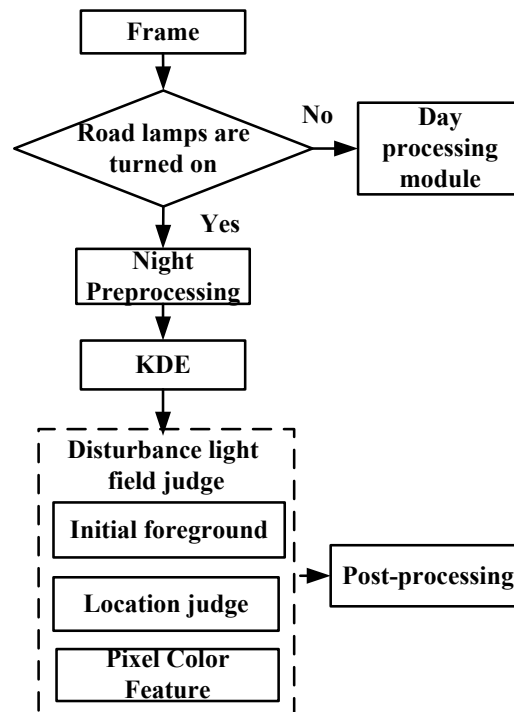 Frame
Road lamps are
turned on
No
Day
processing
module
Yes
Night
Preprocessing
KDE
Disturbance light
field judge
Initial foreground
Location judge
Pixel Color
Feature
Post-processing